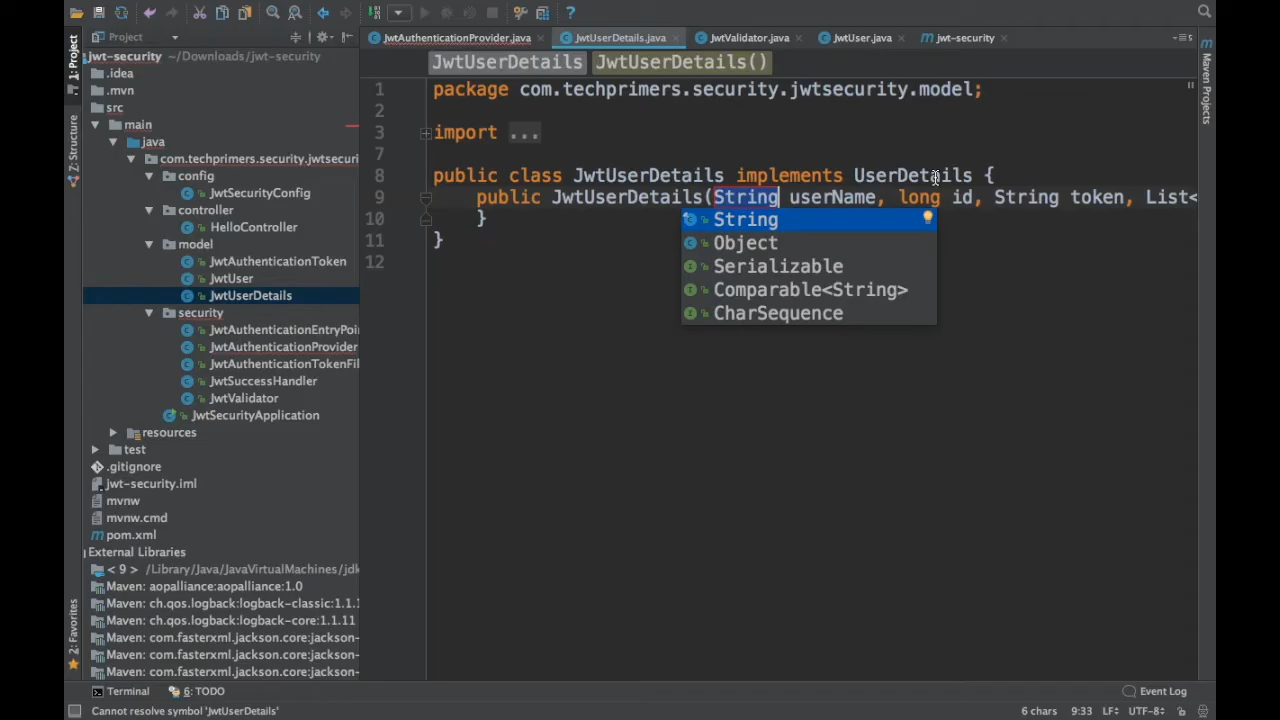 JwtAuthenticationProvider.java
JwtUserDetails.java
JwtValidator.java
JwtUser.java
jwt-security
Project
JwtUserDetails
JwtUserDetails()
1: Project
Z: Structure
2: Favorites
Maven Projects
jwt-security ~/Downloads/jwt-security
.idea
.mvn
src
main
java
com.techprimers.security.jwtsecuri
config
JwtSecurityConfig
controller
HelloController
model
JwtAuthenticationToken
JwtUser
JwtUserDetails
security
JwtAuthenticationEntryPoi
JwtAuthenticationProvider
JwtAuthenticationTokenFil
JwtSuccessHandler
JwtValidator
JwtSecurityApplication
resources
test
.gitignore
jwt-security.iml
mvnw
mvnw.cmd
pom.xml
External Libraries
< 9 > /Library/Java/JavaVirtualMachines/jdk
Maven: aopalliance:aopalliance:1.0
Maven: ch.qos.logback:logback-classic:1.1.1
Maven: ch.qos.logback:logback-core:1.1.11
Maven: com.fasterxml.jackson.core:jackson-
Maven: com.fasterxml.jackson.core:jackson-
Maven: com.fasterxml.jackson.core:jackson-
1 package com.techprimers.security.jwtsecurity.model;
2
3 import ...
7
8 public class JwtUserDetails implements UserDetails {
9 public JwtUserDetails(String userName, long id, String token, List<
10 }
11 }
12
String
Object
Serializable
Comparable<String>
CharSequence
Terminal
6: TODO
Event Log
Cannot resolve symbol 'JwtUserDetails'
6 chars 9:33 LF÷ UTF-8÷